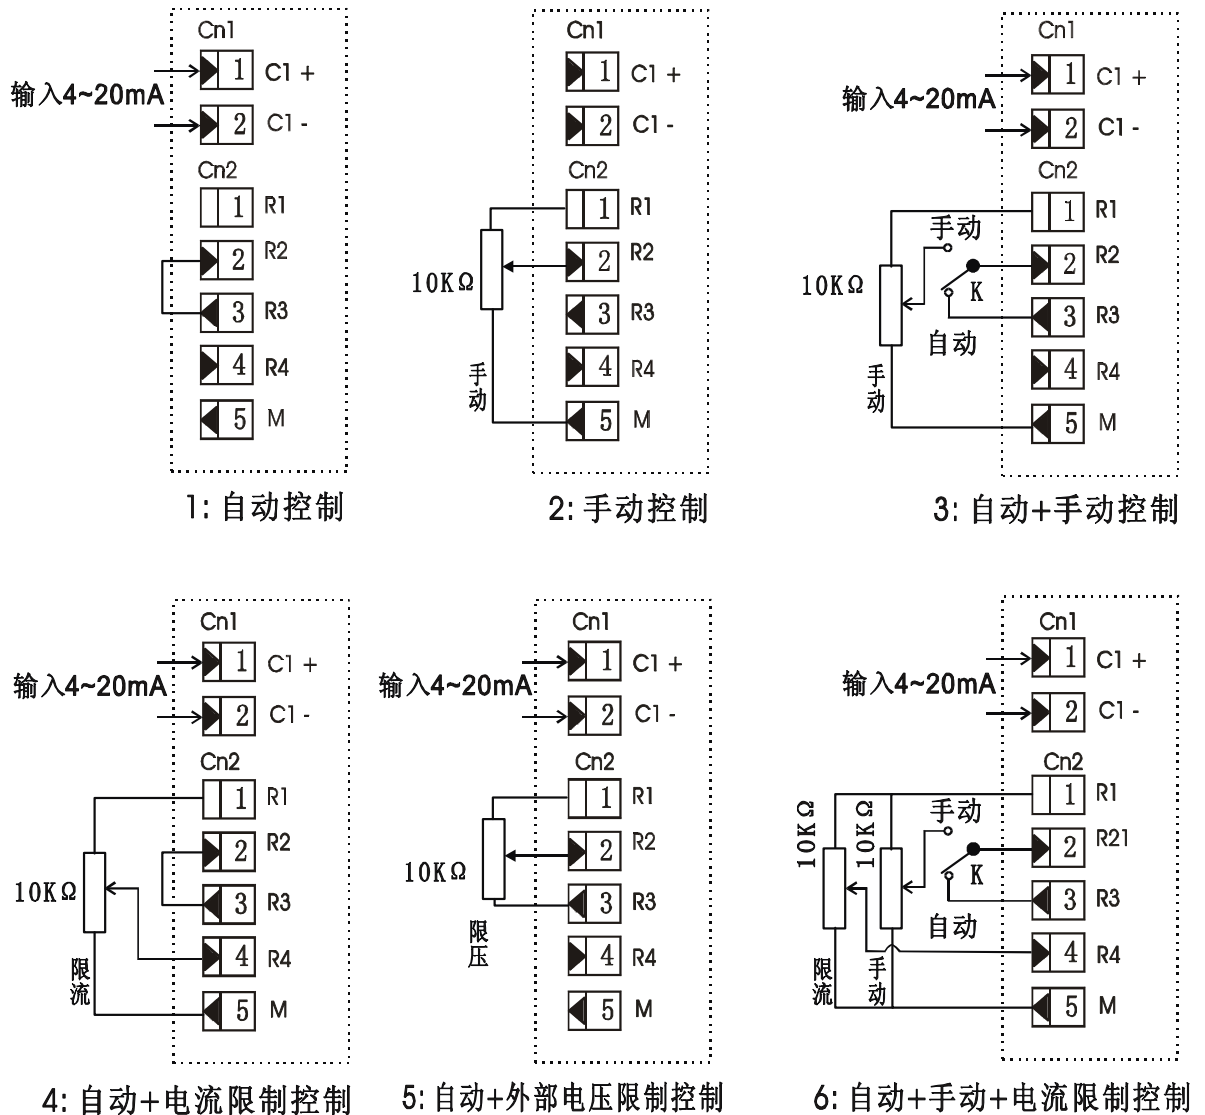 Cn1
输入4~20mA
1 C1 +
2 C1 -
Cn2
1 R1
2 R2
3 R3
4 R4
5 M
1: 自动控制
Cn1
1 C1 +
2 C1 -
Cn2
1 R1
2 R2
3 R3
4 R4
5 M
10KΩ
手动
2: 手动控制
Cn1
输入4~20mA
1 C1 +
2 C1 -
Cn2
1 R1
2 R2
3 R3
4 R4
5 M
手动
K
自动
10KΩ
手动
3: 自动+手动控制
Cn1
输入4~20mA
1 C1 +
2 C1 -
Cn2
1 R1
2 R2
3 R3
4 R4
5 M
10KΩ
限流
4: 自动+电流限制控制
Cn1
输入4~20mA
1 C1 +
2 C1 -
Cn2
1 R1
2 R2
3 R3
4 R4
5 M
10KΩ
限压
5: 自动+外部电压限制控制
Cn1
输入4~20mA
1 C1 +
2 C1 -
Cn2
1 R1
2 R21
3 R3
4 R4
5 M
10KΩ
10KΩ
手动
K
自动
限流
手动
6: 自动+手动+电流限制控制